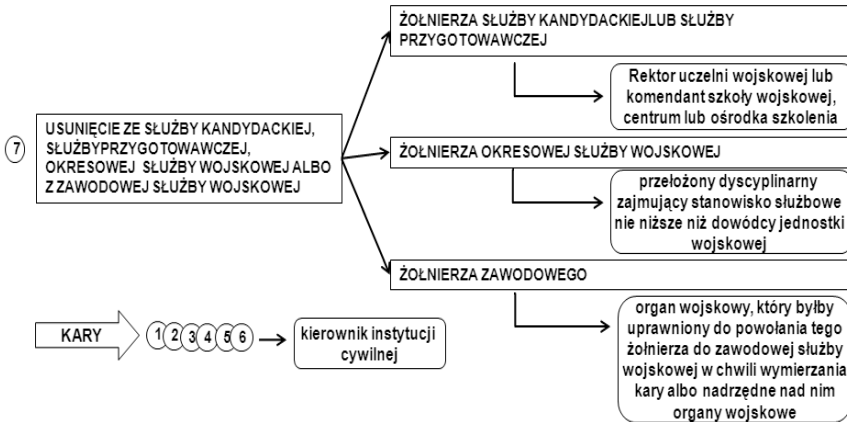 7
USUNIĘCIE ZE SŁUŻBY KANDYDACKIEJ,
SŁUŻBYPRZYGOTOWAWCZEJ,
OKRESOWEJ SŁUŻBY WOJSKOWEJ ALBO
Z ZAWODOWEJ SŁUŻBY WOJSKOWEJ
ŻOŁNIERZA SŁUŻBY KANDYDACKIEJLUB SŁUŻBY
PRZYGOTOWAWCZEJ
Rektor uczelni wojskowej lub
komendant szkoły wojskowej,
centrum lub ośrodka szkolenia
ŻOŁNIERZA OKRESOWEJ SŁUŻBY WOJSKOWEJ
przełożony dyscyplinarny
zajmujący stanowisko służbowe
nie niższe niż dowódcy jednostki
wojskowej
ŻOŁNIERZA ZAWODOWEGO
organ wojskowy, który byłby
uprawniony do powołania tego
żołnierza do zawodowej służby
wojskowej w chwili wymierzania
kary albo nadrzędne nad nim
organy wojskowe
KARY
1 2 3 4 5 6
kierownik instytucji
cywilnej